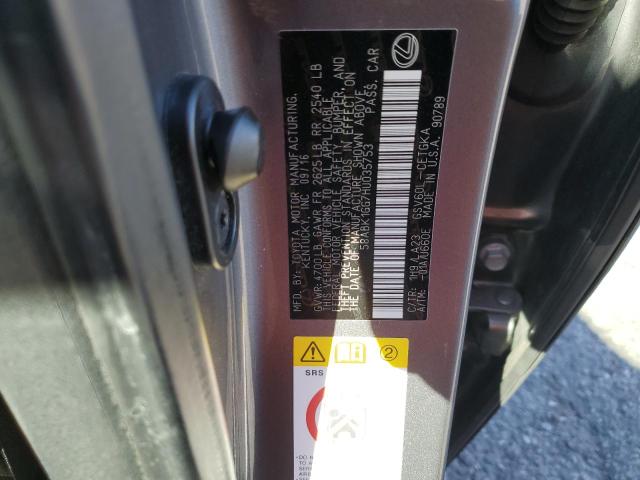 MFD. BY: TOYOTA MOTOR MANUFACTURING,
KENTUCKY, INC. 09/16
GVWR: 4700LB GAWR FR 2625LB RR 2540 LB
THIS VEHICLE CONFORMS TO ALL APPLICABLE
FEDERAL MOTOR VEHICLE SAFETY, BUMPER, AND
THEFT PREVENTION STANDARDS IN EFFECT ON
THE DATE OF MANUFACTURE SHOWN ABOVE.
58ABK1GG7HU035753 PASS. CAR
C/TR: 1H9 / LA23 GSV60L-CETGKA
A/TM: -01A/U660E MADE IN U.S.A. 90789
2
SRS